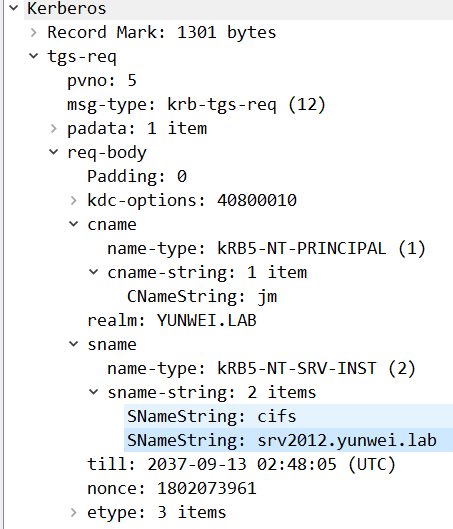 Kerberos
Record Mark: 1301 bytes
tgs-req
pvno: 5
msg-type: krb-tgs-req (12)
padata: 1 item
req-body
Padding: 0
kdc-options: 40800010
cname
name-type: kRB5-NT-PRINCIPAL (1)
cname-string: 1 item
CNameString: jm
realm: YUNWEI.LAB
sname
name-type: kRB5-NT-SRV-INST (2)
sname-string: 2 items
SNameString: cifs
SNameString: srv2012.yunwei.lab
till: 2037-09-13 02:48:05 (UTC)
nonce: 1802073961
etype: 3 items